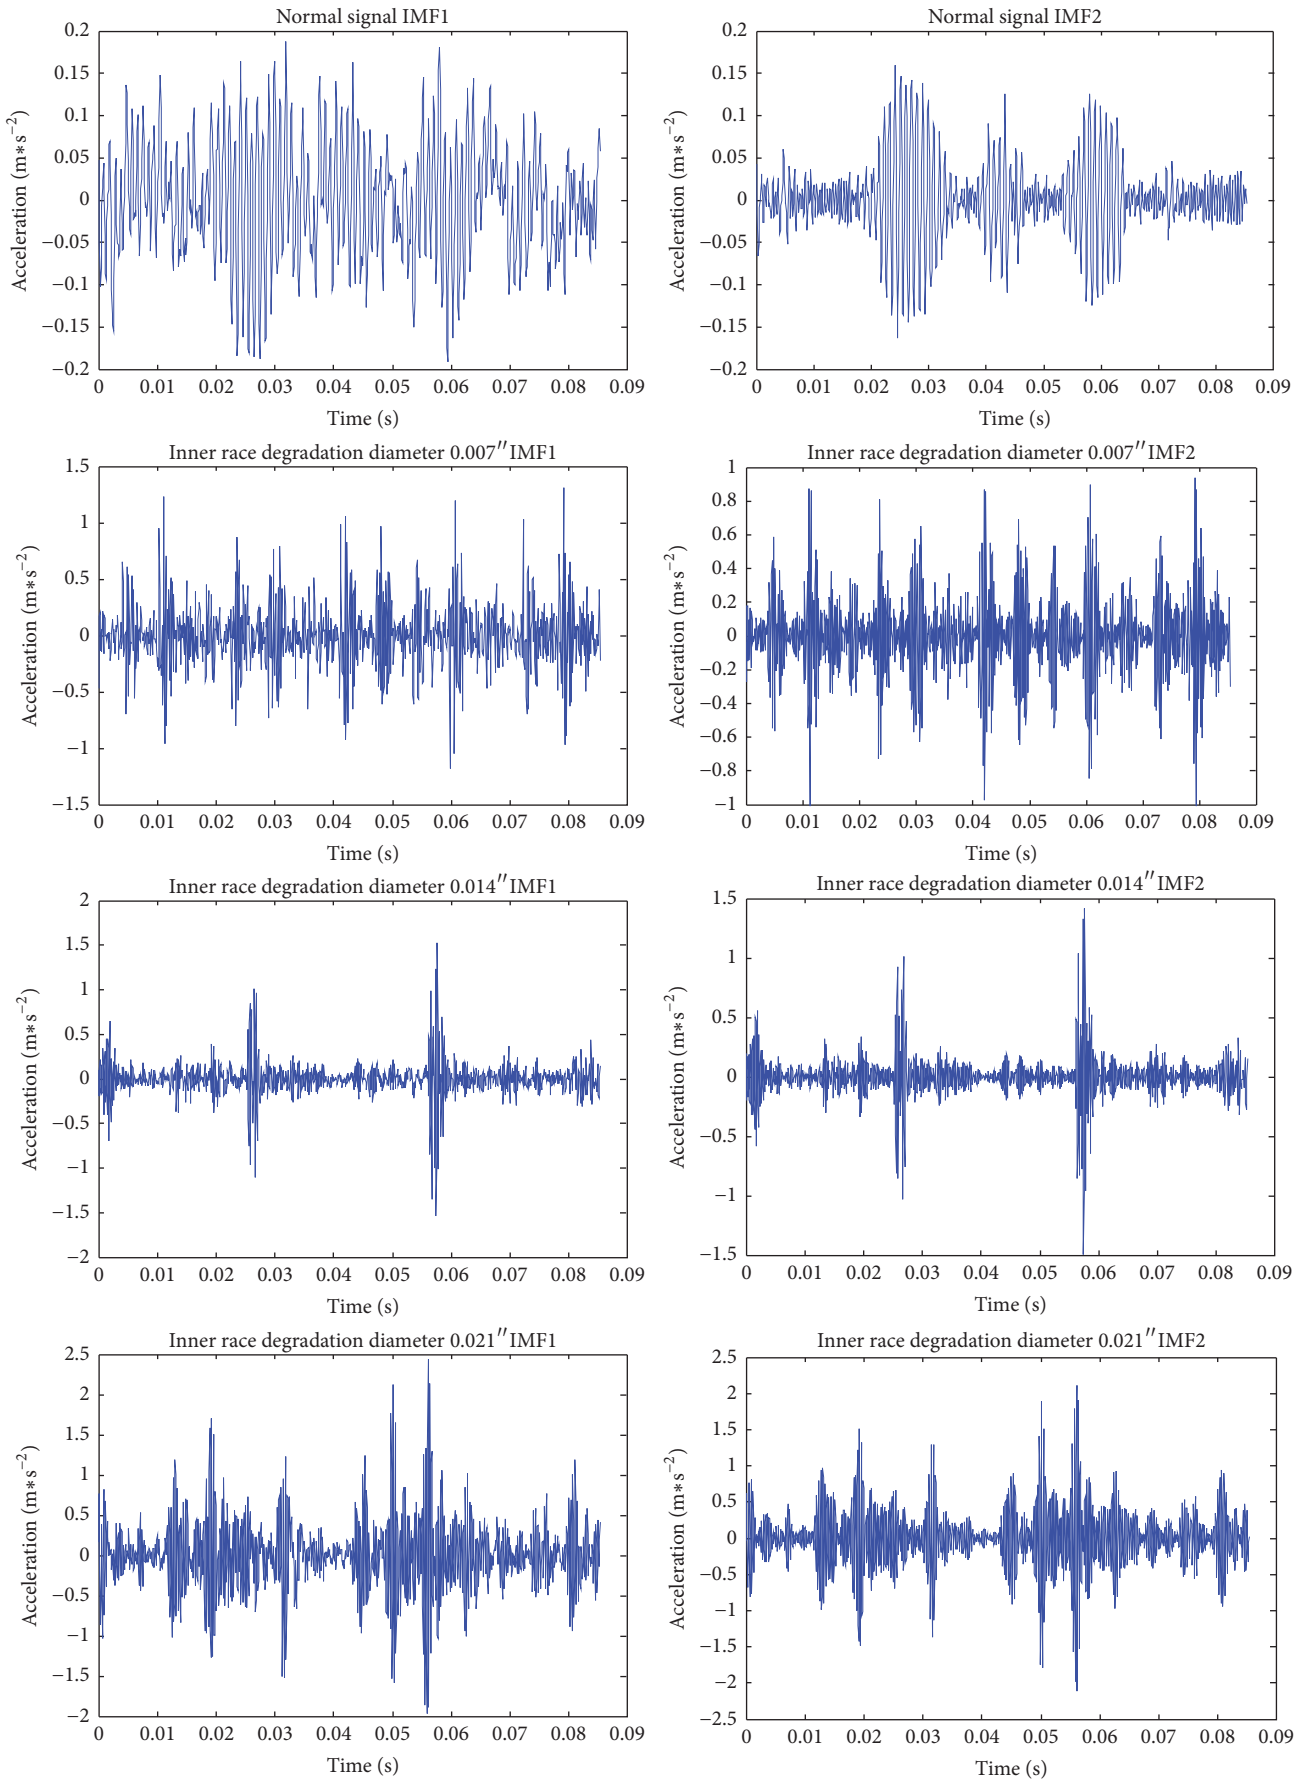 Normal signal IMF1
0.2
0.15
0.1
0.05
0
−0.05
−0.1
−0.15
−0.2
Acceleration (m∗s−2)
0 0.01 0.02 0.03 0.04 0.05 0.06 0.07 0.08 0.09
Time (s)
Normal signal IMF2
0.2
0.15
0.1
0.05
0
−0.05
−0.1
−0.15
−0.2
Acceleration (m∗s−2)
0 0.01 0.02 0.03 0.04 0.05 0.06 0.07 0.08 0.09
Time (s)
Inner race degradation diameter 0.007″IMF1
1.5
1
0.5
0
−0.5
−1
−1.5
Acceleration (m∗s−2)
0 0.01 0.02 0.03 0.04 0.05 0.06 0.07 0.08 0.09
Time (s)
Inner race degradation diameter 0.007″IMF2
1
0.8
0.6
0.4
0.2
0
−0.2
−0.4
−0.6
−0.8
−1
Acceleration (m∗s−2)
0 0.01 0.02 0.03 0.04 0.05 0.06 0.07 0.08 0.09
Time (s)
Inner race degradation diameter 0.014″IMF1
2
1.5
1
0.5
0
−0.5
−1
−1.5
−2
Acceleration (m∗s−2)
0 0.01 0.02 0.03 0.04 0.05 0.06 0.07 0.08 0.09
Time (s)
Inner race degradation diameter 0.014″IMF2
1.5
1
0.5
0
−0.5
−1
−1.5
Acceleration (m∗s−2)
0 0.01 0.02 0.03 0.04 0.05 0.06 0.07 0.08 0.09
Time (s)
Inner race degradation diameter 0.021″IMF1
2.5
2
1.5
1
0.5
0
−0.5
−1
−1.5
−2
Acceleration (m∗s−2)
0 0.01 0.02 0.03 0.04 0.05 0.06 0.07 0.08 0.09
Time (s)
Inner race degradation diameter 0.021″IMF2
2.5
2
1.5
1
0.5
0
−0.5
−1
−1.5
−2
−2.5
Acceleration (m∗s−2)
0 0.01 0.02 0.03 0.04 0.05 0.06 0.07 0.08 0.09
Time (s)